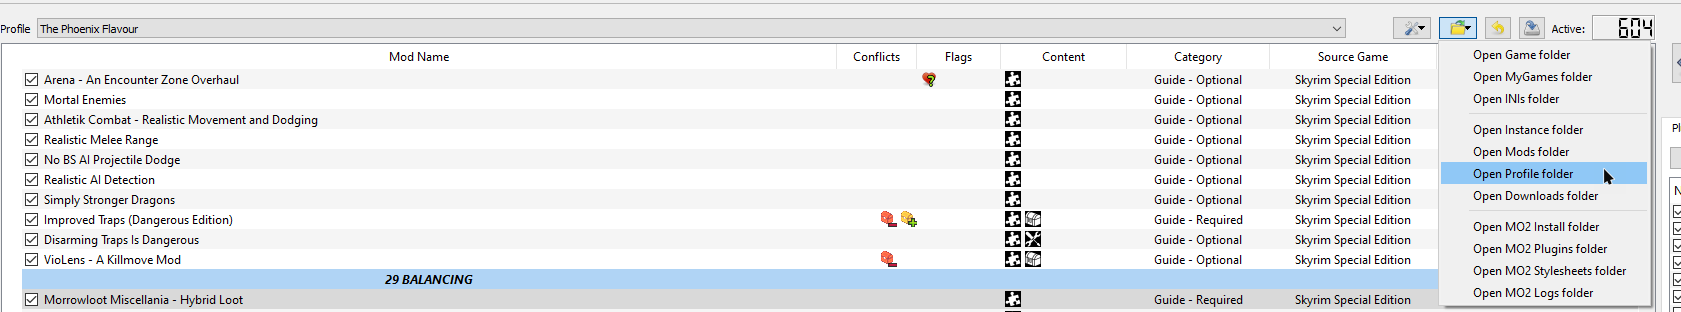 Profile The Phoenix Flavour Active: 604
Mod Name Conflicts Flags Content Category Source Game
Arena - An Encounter Zone Overhaul Guide - Optional Skyrim Special Edition
Mortal Enemies Guide - Optional Skyrim Special Edition
Athletik Combat - Realistic Movement and Dodging Guide - Optional Skyrim Special Edition
Realistic Melee Range Guide - Optional Skyrim Special Edition
No BS AI Projectile Dodge Guide - Optional Skyrim Special Edition
Realistic AI Detection Guide - Optional Skyrim Special Edition
Simply Stronger Dragons Guide - Optional Skyrim Special Edition
Improved Traps (Dangerous Edition) Guide - Required Skyrim Special Edition
Disarming Traps Is Dangerous Guide - Optional Skyrim Special Edition
VioLens - A Killmove Mod Guide - Optional Skyrim Special Edition
29 BALANCING
Morrowloot Miscellania - Hybrid Loot Guide - Required Skyrim Special Edition
Open Game folder
Open MyGames folder
Open INIs folder
Open Instance folder
Open Mods folder
Open Profile folder
Open Downloads folder
Open MO2 Install folder
Open MO2 Plugins folder
Open MO2 Stylesheets folder
Open MO2 Logs folder